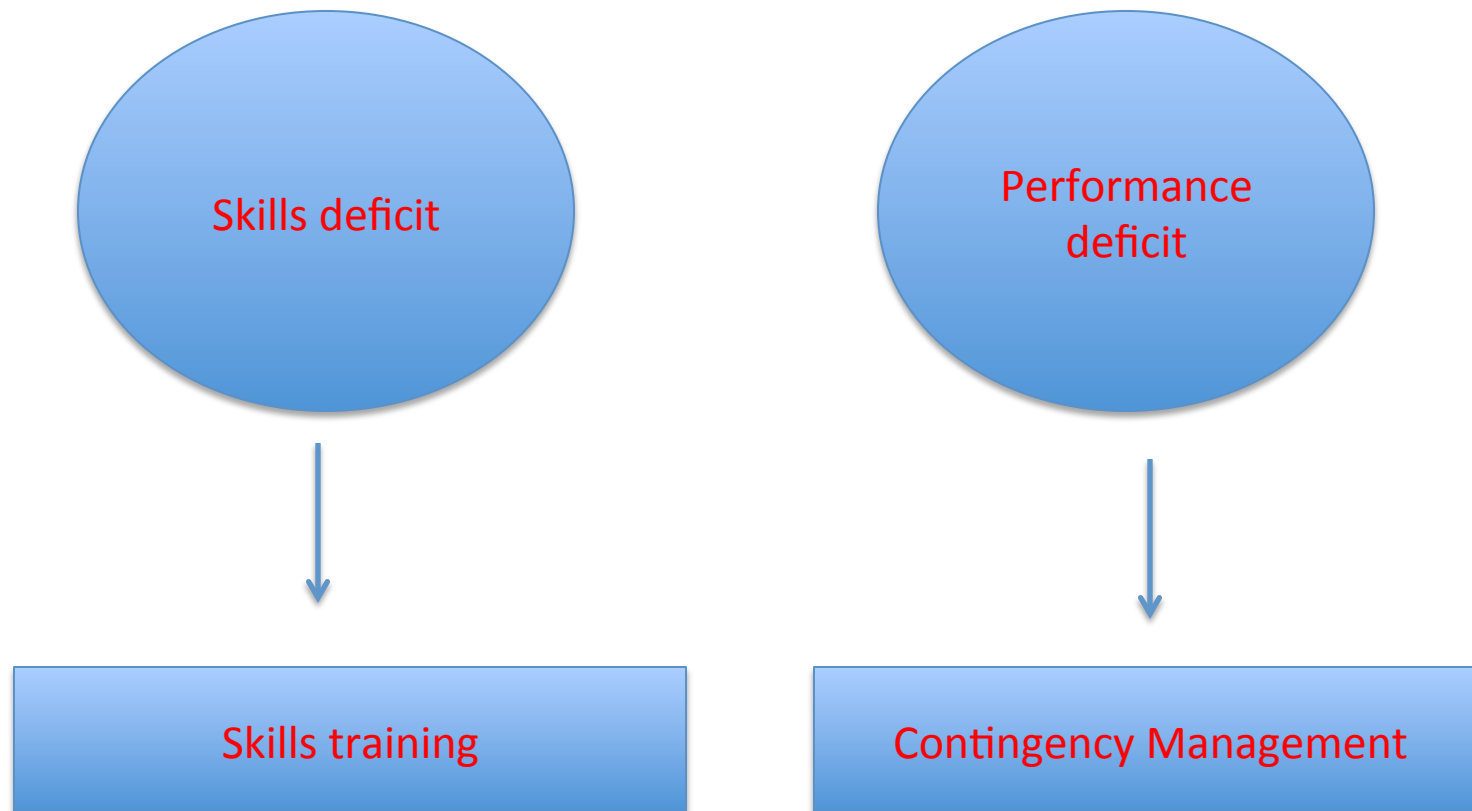 Skills deficit
Performance
deficit
Skills training
Contingency Management